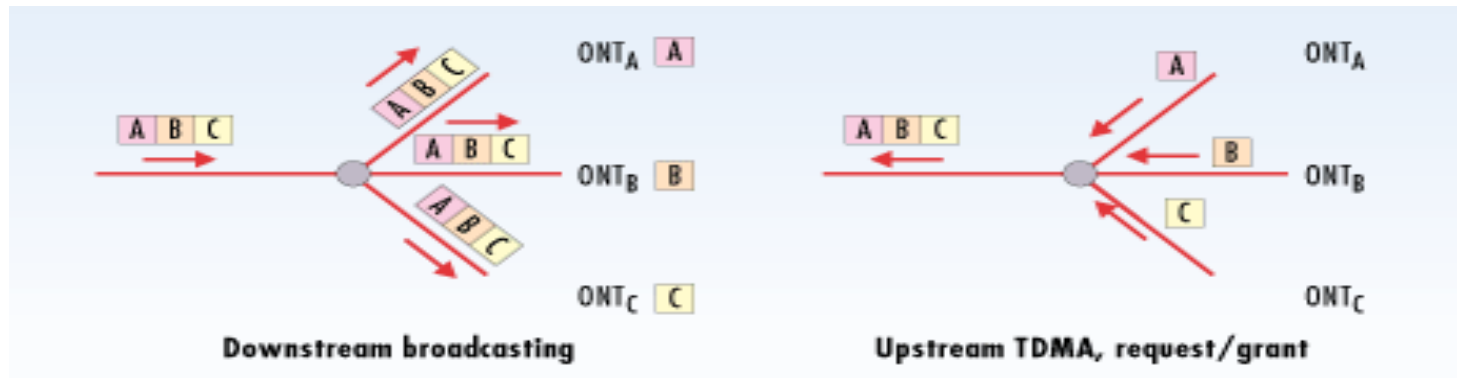 A B C
A B C
A B C
A B C
ONTA A
ONTB B
ONTC C
Downstream broadcasting
A B C
A
B
C
ONTA
ONTB
ONTC
Upstream TDMA, request/grant